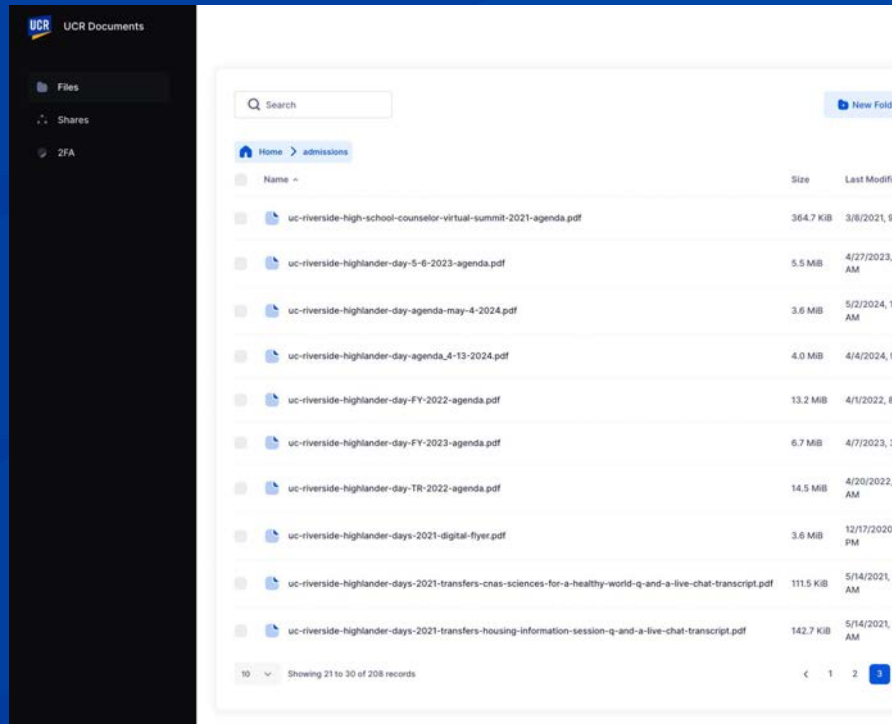 UCR UCR Documents
Files
Shares
2FA
Search
New Fold
Home > admissions
Name Size Last Modifi
uc-riverside-high-school-counselor-virtual-summit-2021-agenda.pdf 364.7 KiB 3/8/2021, 9
uc-riverside-highlander-day-5-6-2023-agenda.pdf 5.5 MiB 4/27/2023,
AM
uc-riverside-highlander-day-agenda-may-4-2024.pdf 3.6 MiB 5/2/2024, 1
AM
uc-riverside-highlander-day-agenda_4-13-2024.pdf 4.0 MiB 4/4/2024,
uc-riverside-highlander-day-FY-2022-agenda.pdf 13.2 MiB 4/1/2022, 8
uc-riverside-highlander-day-FY-2023-agenda.pdf 6.7 MiB 4/7/2023,
uc-riverside-highlander-day-TR-2022-agenda.pdf 14.5 MiB 4/20/2022,
AM
uc-riverside-highlander-days-2021-digital-flyer.pdf 3.6 MiB 12/17/2020
PM
uc-riverside-highlander-days-2021-transfers-cnas-sciences-for-a-healthy-world-q-and-a-live-chat-transcript.pdf 111.5 KiB 5/14/2021,
AM
uc-riverside-highlander-days-2021-transfers-housing-information-session-q-and-a-live-chat-transcript.pdf 142.7 KiB 5/14/2021,
AM
10 Showing 21 to 30 of 208 records 1 2 3